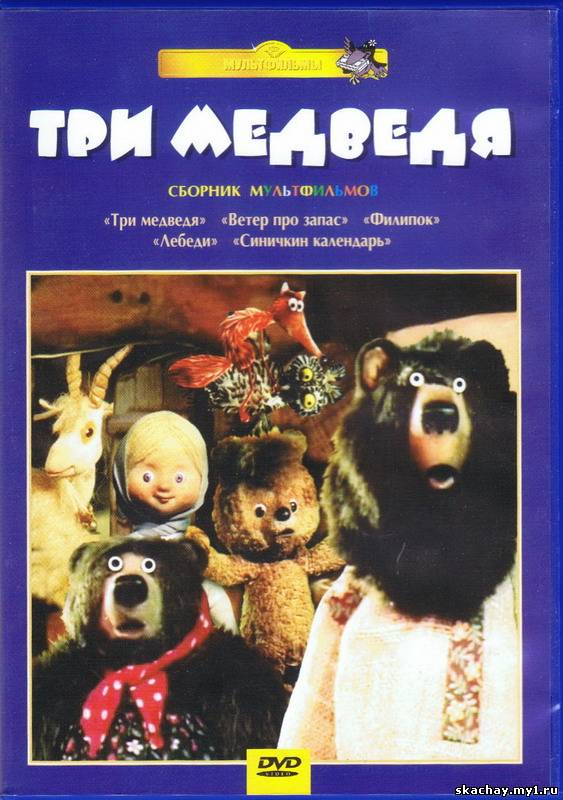 МУЛЬТФИЛЬМЫ
ТРИ МЕДВЕДЯ
СБОРНИК МУЛЬТФИЛЬМОВ
«Три медведя» «Ветер про запас» «Филипок»
«Лебеди» «Синичкин календарь»
DVD
VIDEO
skachay.my1.ru